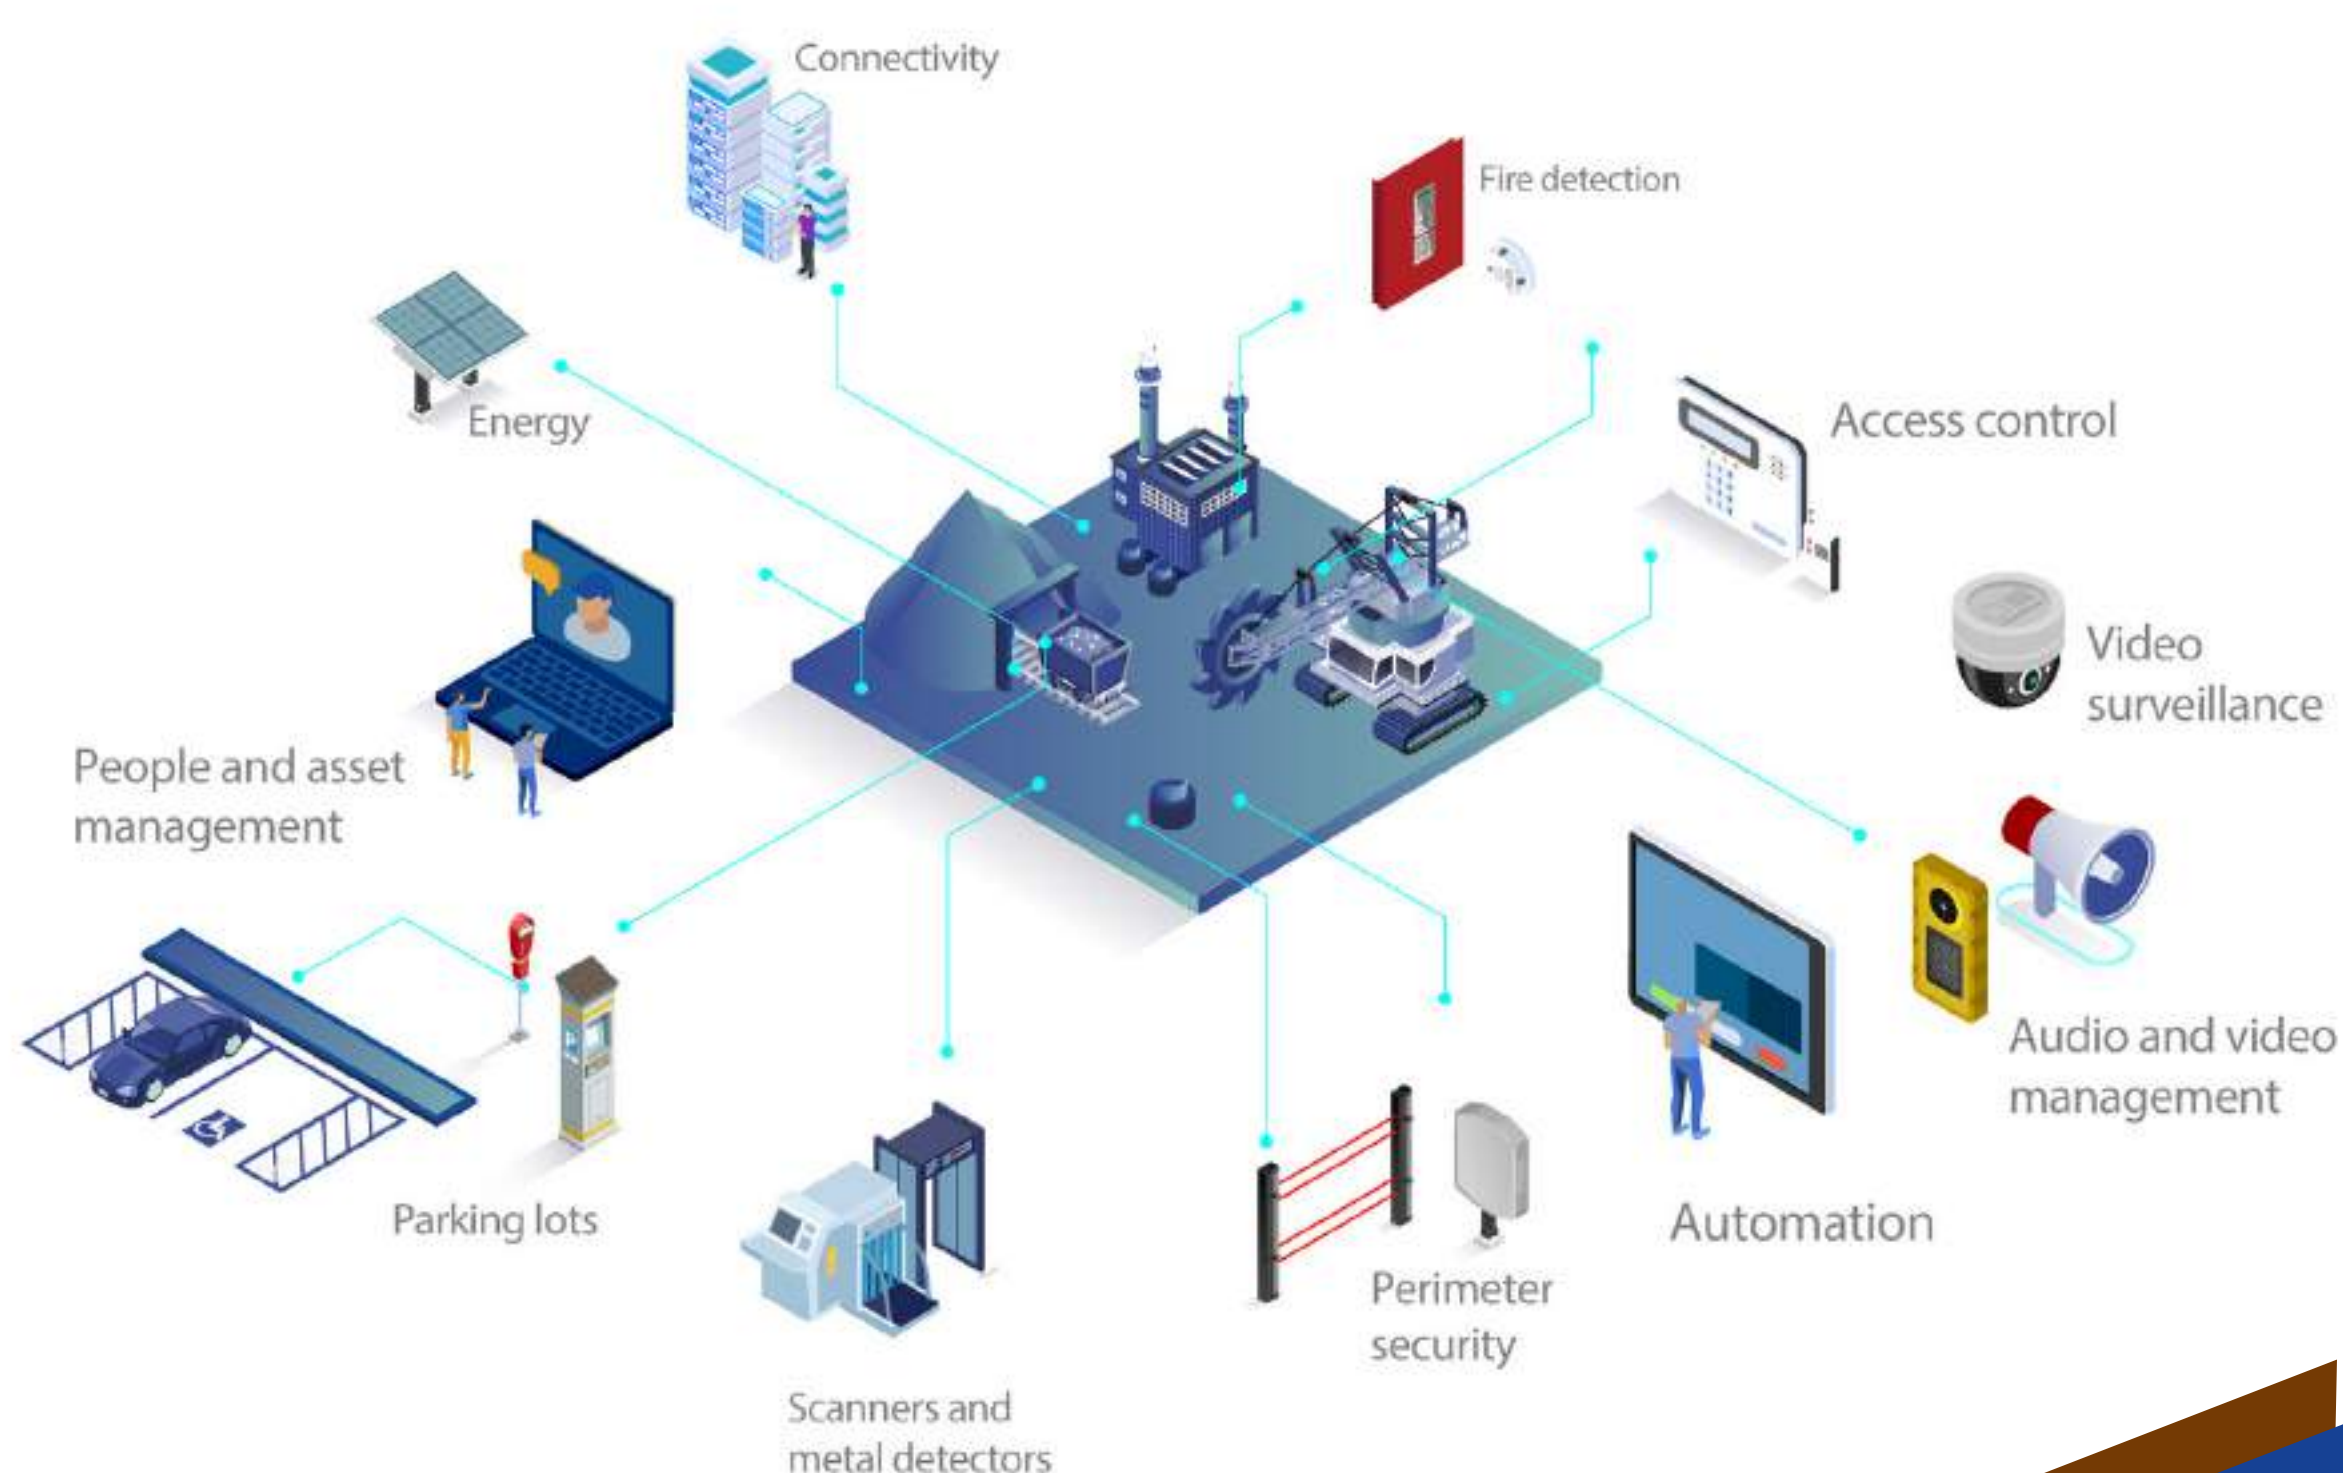 Connectivity
Fire detection
Energy
Access control
Video
surveillance
People and asset
management
Audio and video
management
Parking lots
Automation
Perimeter
security
Scanners and
metal detectors